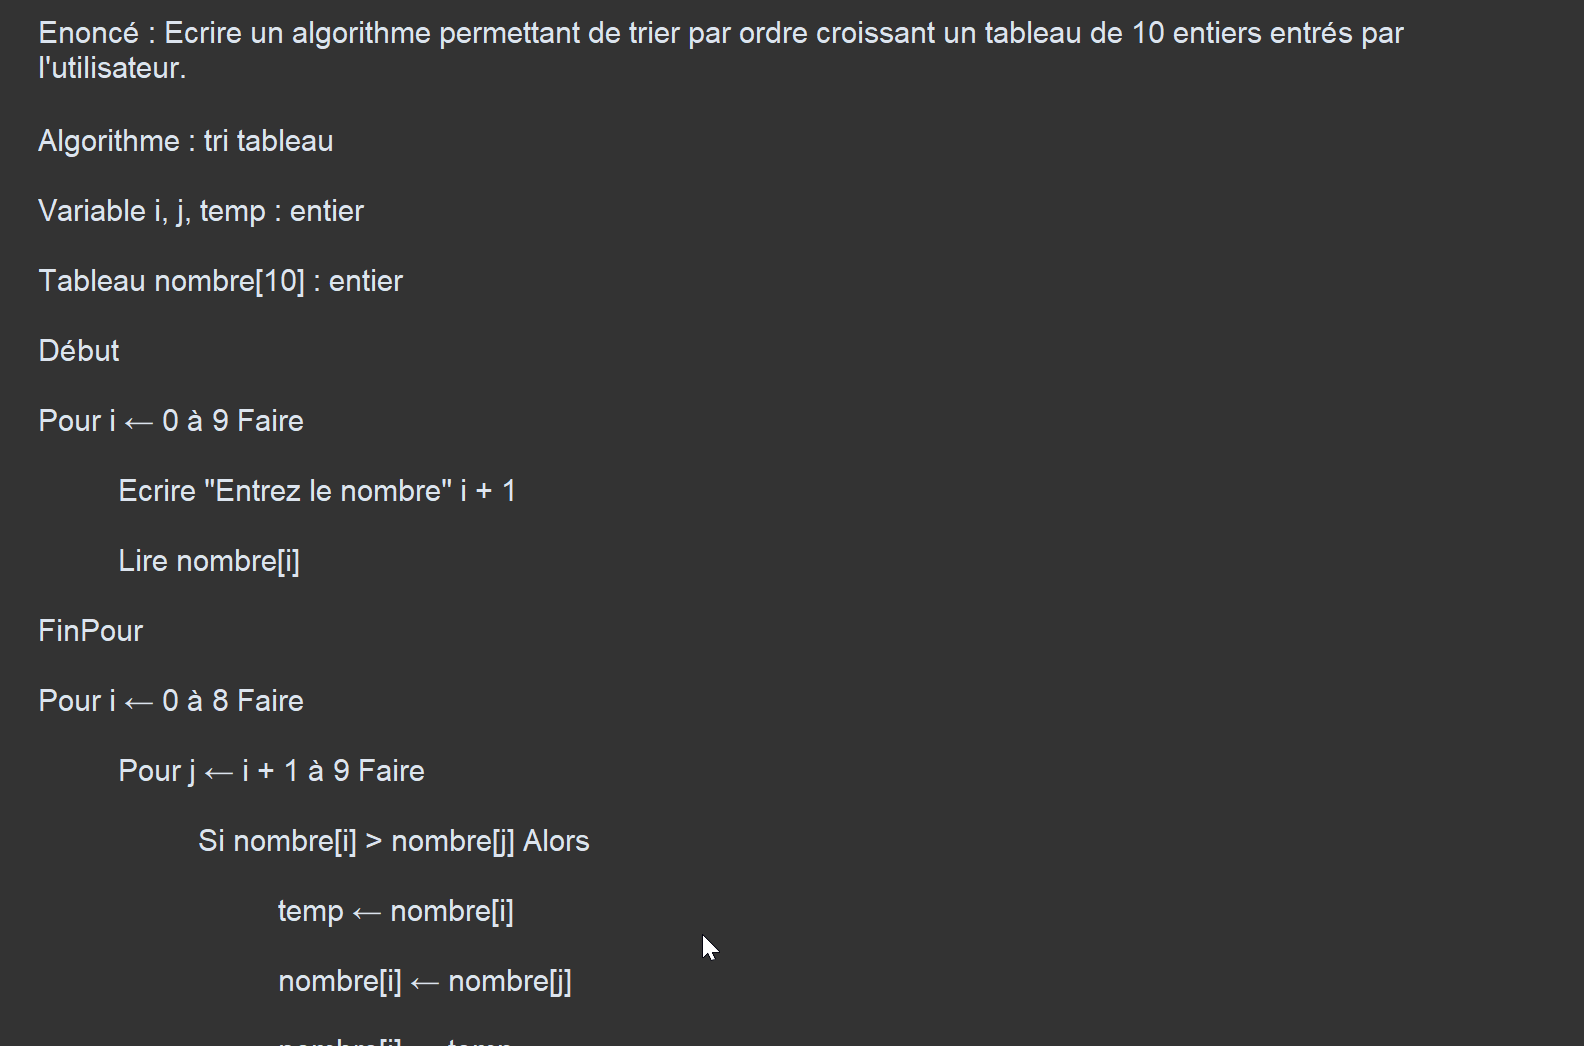 Enoncé : Ecrire un algorithme permettant de trier par ordre croissant un tableau de 10 entiers entrés par
l'utilisateur.
Algorithme : tri tableau
Variable i, j, temp : entier
Tableau nombre[10] : entier
Début
Pour i ← 0 à 9 Faire
Ecrire "Entrez le nombre" i + 1
Lire nombre[i]
FinPour
Pour i ← 0 à 8 Faire
Pour j ← i + 1 à 9 Faire
Si nombre[i] > nombre[j] Alors
temp ← nombre[i]
nombre[i] ← nombre[j]